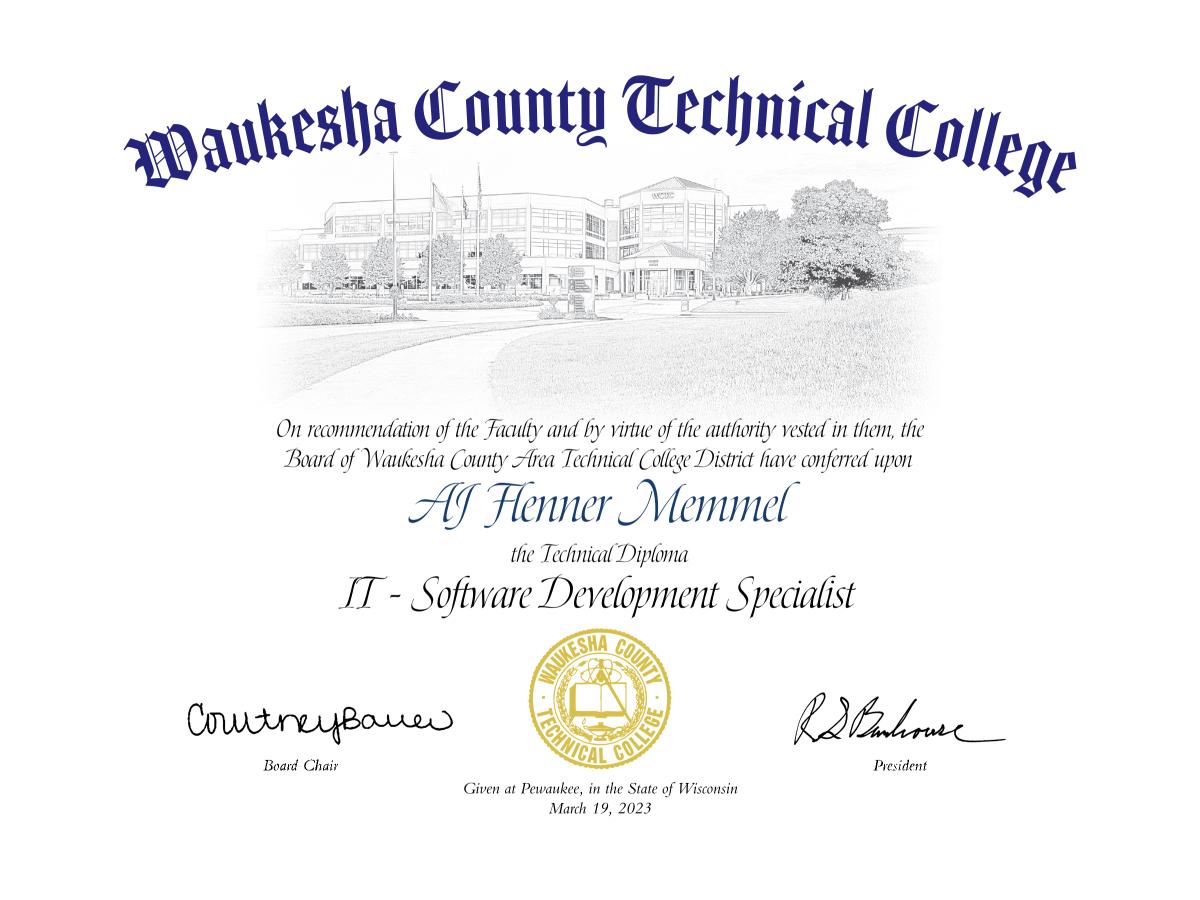 Waukesha County Technical College
WCTC
On recommendation of the Faculty and by virtue of the authority vested in them, the
Board of Waukesha County Area Technical College District have conferred upon
AJ Henner Memmel
the Technical Diploma
IT - Software Development Specialist
WAUKESHA COUNTY
TECHNICAL COLLEGE
Courtney Bauer
Board Chair
President
Given at Pewaukee, in the State of Wisconsin
March 19, 2023